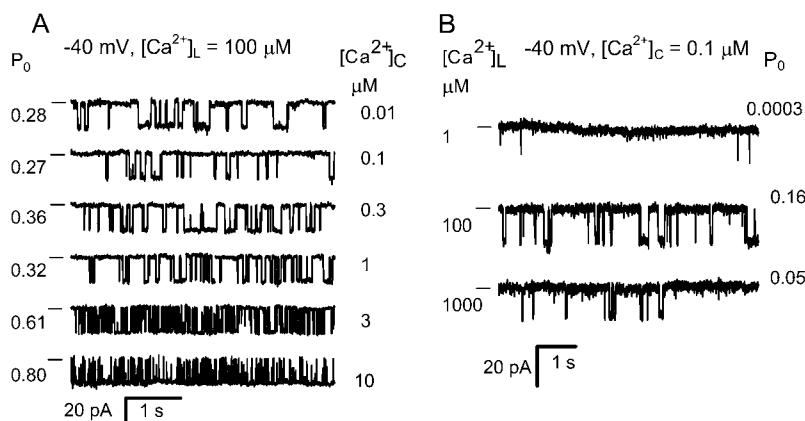 A
B
-40 mV, [Ca2+]L = 100 μM
P0
[Ca2+]C
μM
0.28
0.01
0.27
0.1
0.36
0.3
0.32
1
0.61
3
0.80
10
20 pA
1 s
[Ca2+]L
-40 mV, [Ca2+]C = 0.1 μM
P0
μM
0.0003
1
0.16
100
0.05
1000
20 pA
1 s